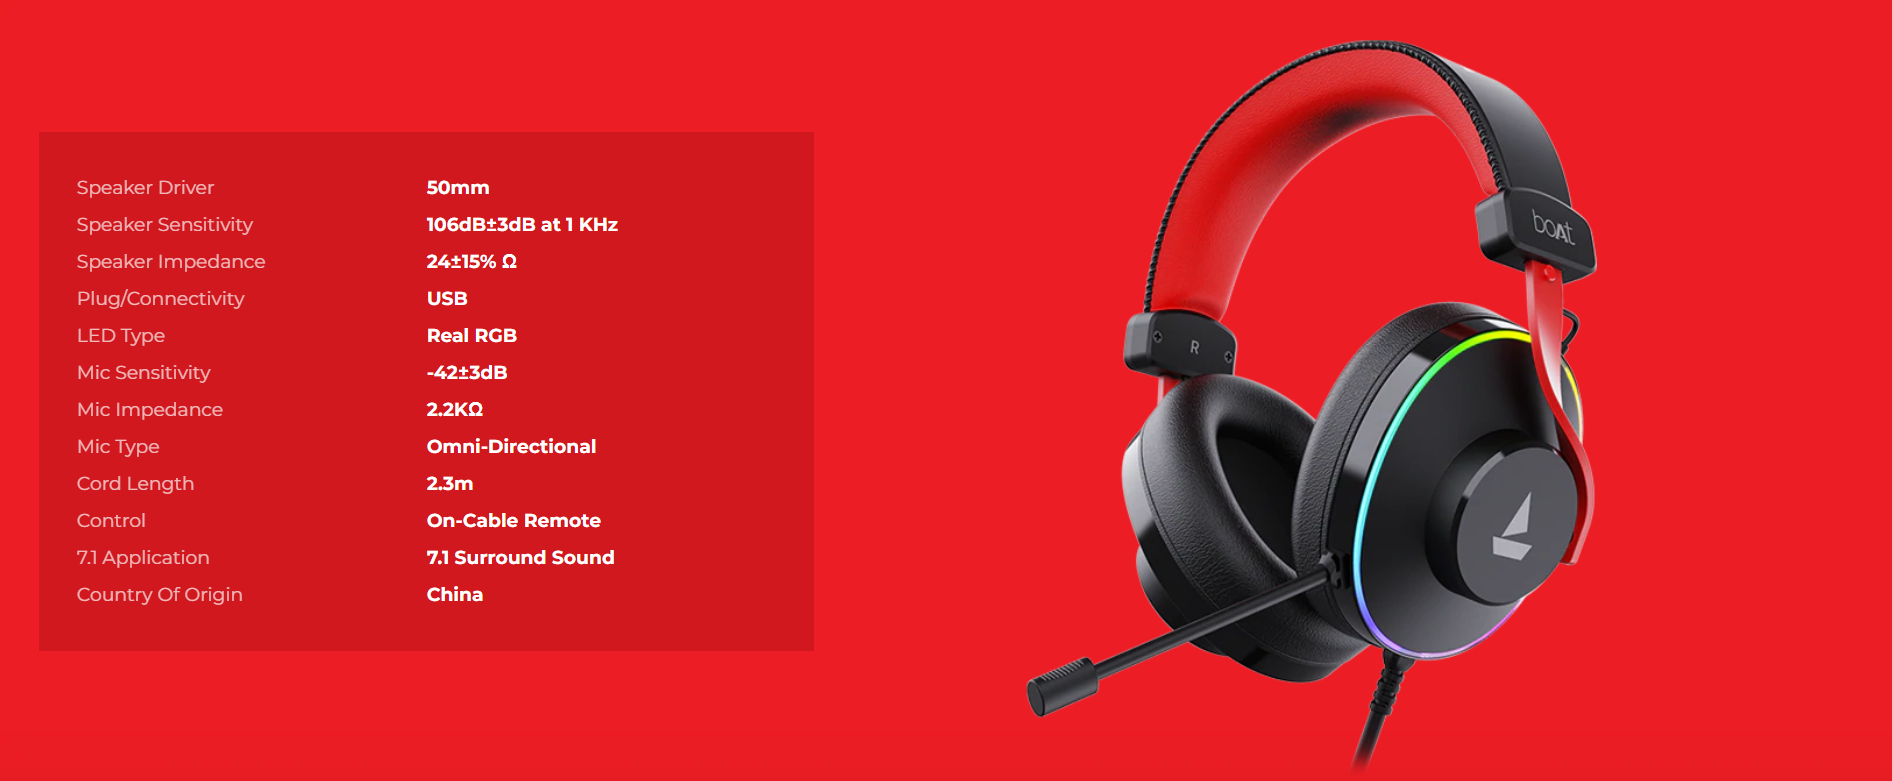 Speaker Driver 50mm
Speaker Sensitivity 106dB±3dB at 1 KHz
Speaker Impedance 24±15% Ω
Plug/Connectivity USB
LED Type Real RGB
Mic Sensitivity -42±3dB
Mic Impedance 2.2KΩ
Mic Type Omni-Directional
Cord Length 2.3m
Control On-Cable Remote
7.1 Application 7.1 Surround Sound
Country Of Origin China
boAt
R